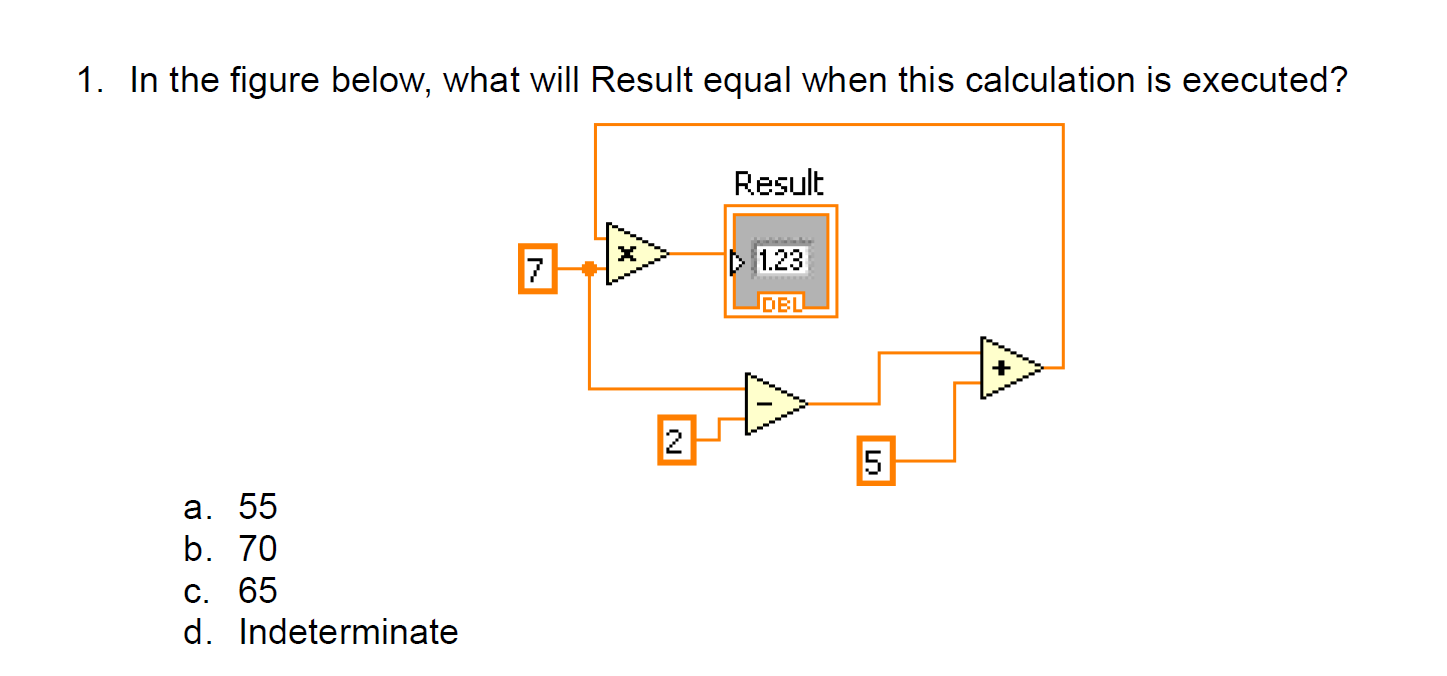 1. In the figure below, what will Result equal when this calculation is executed?
Result
x
7
1.23
DBL
+
-
2
5
a. 55
b. 70
c. 65
d. Indeterminate